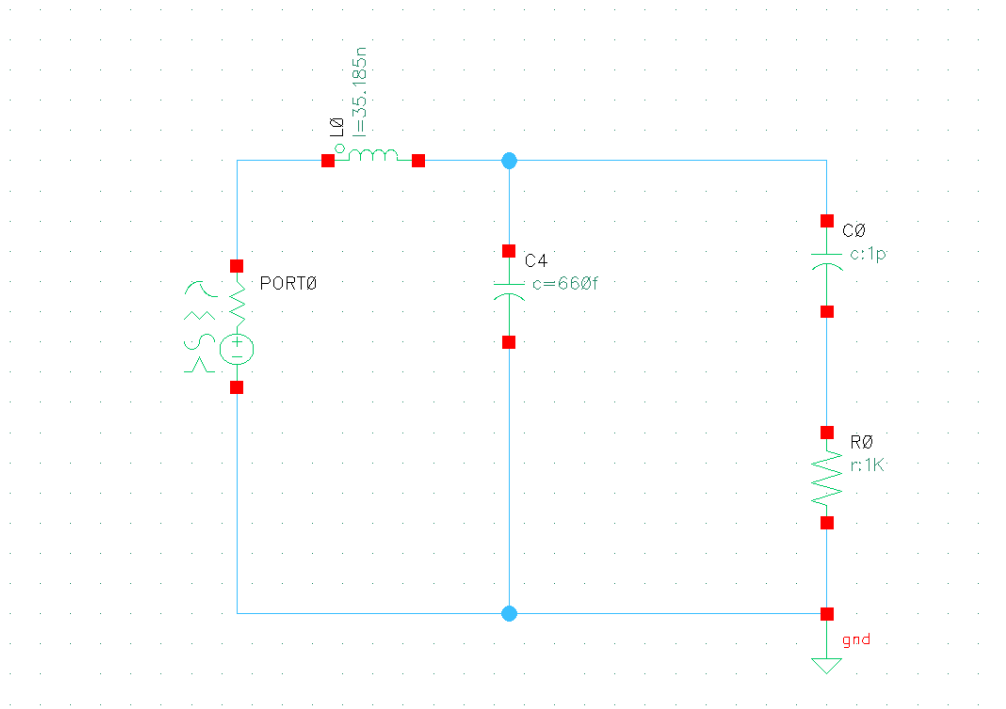 L0
l=35.185n
C0
c:1p
C4
c=660f
PORT0
R0
r:1K
gnd